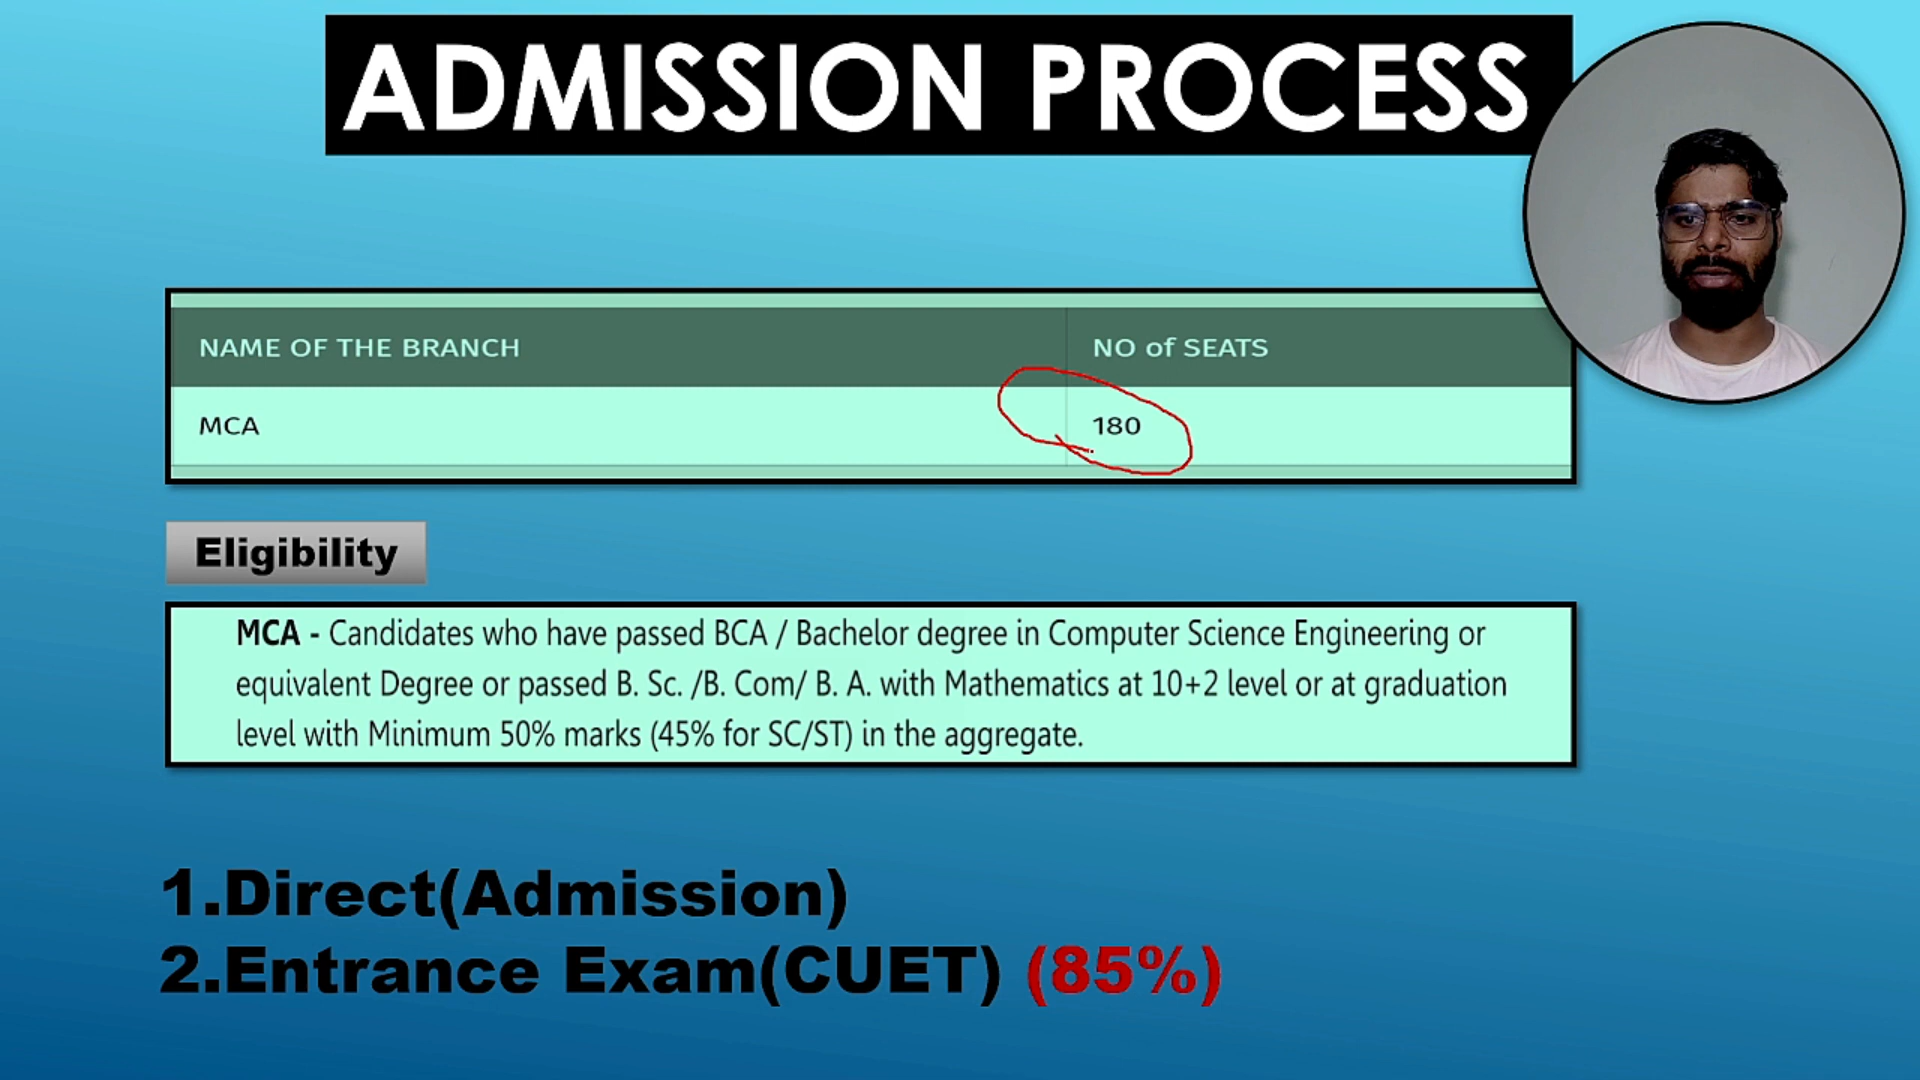 ADMISSION PROCESS
NAME OF THE BRANCH NO of SEATS
MCA 180
Eligibility
MCA - Candidates who have passed BCA / Bachelor degree in Computer Science Engineering or
equivalent Degree or passed B. Sc. /B. Com/ B. A. with Mathematics at 10+2 level or at graduation
level with Minimum 50% marks (45% for SC/ST) in the aggregate.
1.Direct(Admission)
2.Entrance Exam(CUET) (85%)